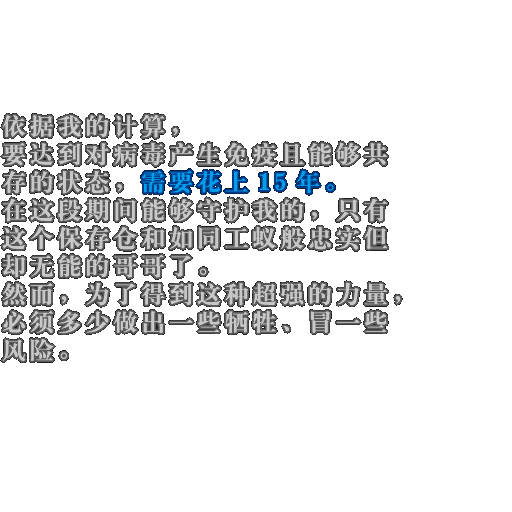 依据我的计算，
要达到对病毒产生免疫且能够共
存的状态，需要花上 15 年。
在这段期间能够守护我的，只有
这个保存仓和如同工蚁般忠实但
却无能的哥哥了。
然而，为了得到这种超强的力量，
必须多少做出一些牺牲、冒一些
风险。